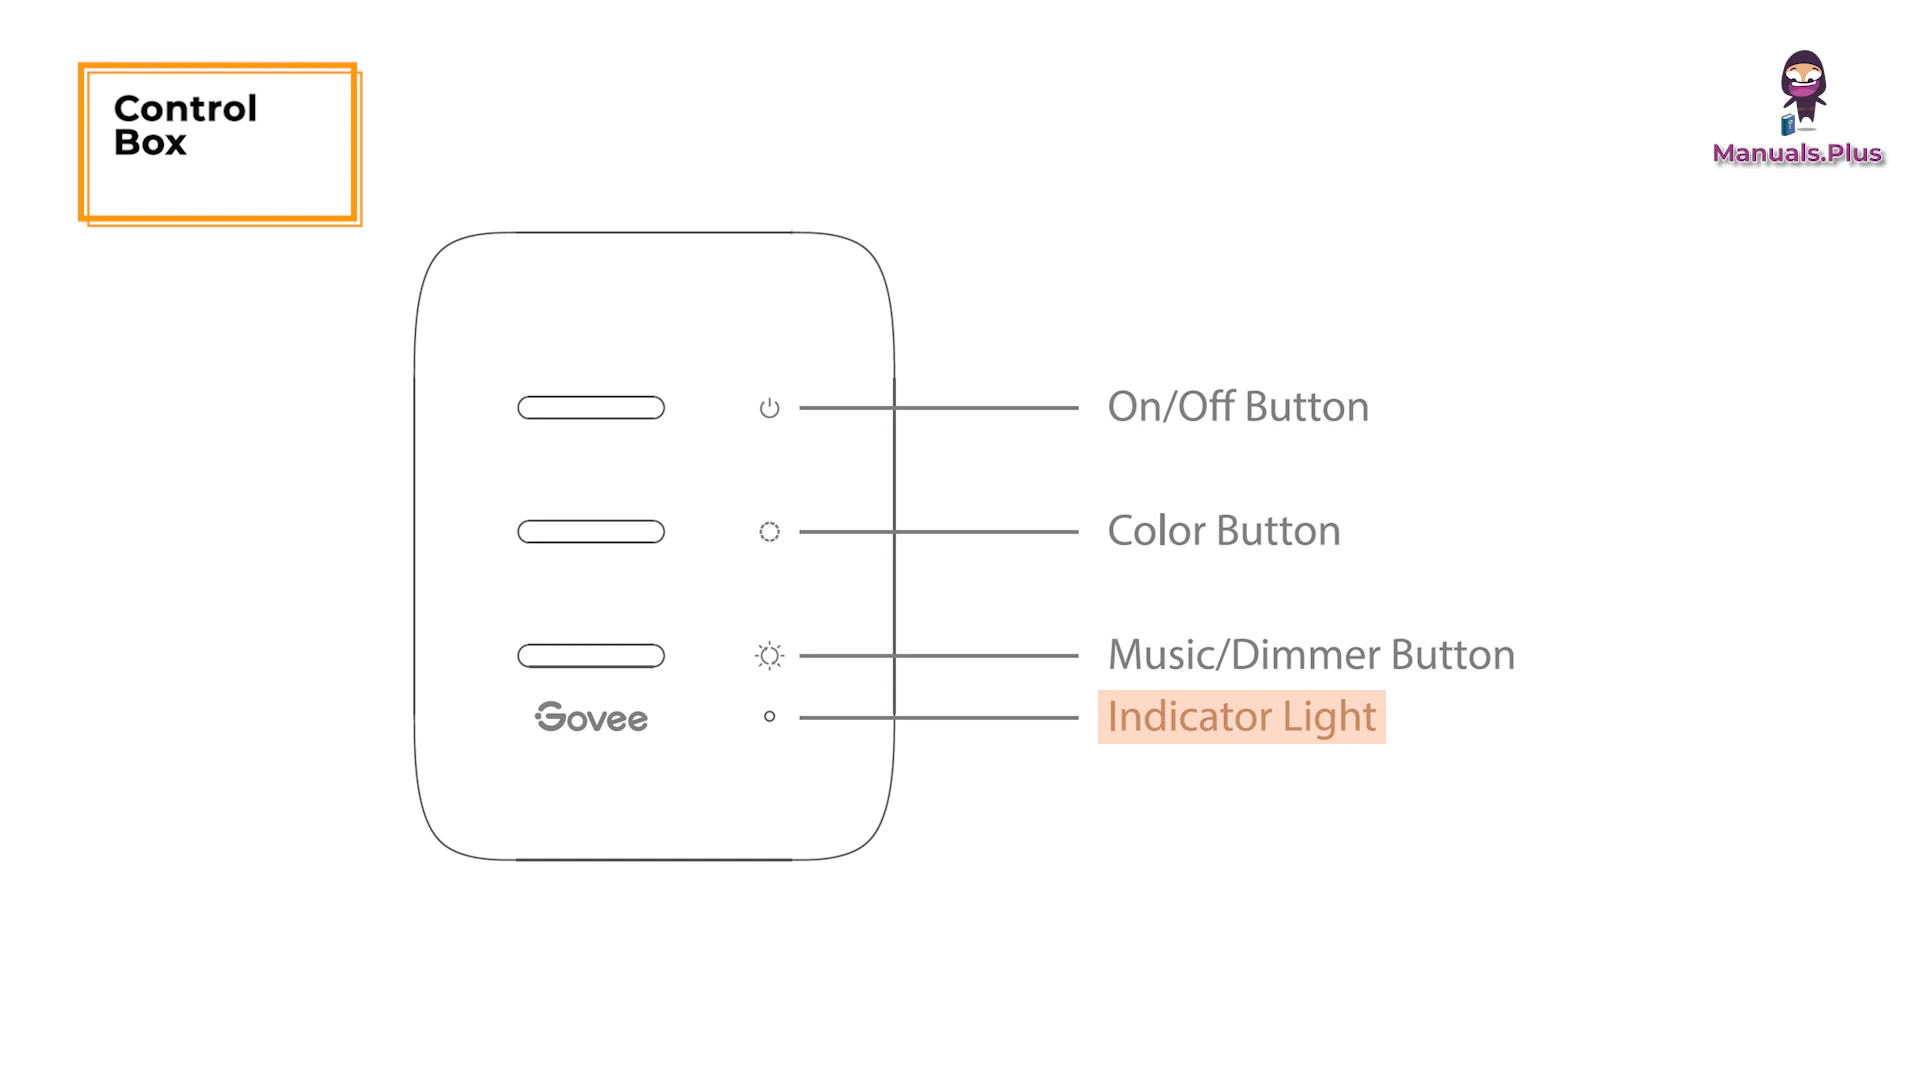 Control
Box
Manuals.Plus
On/Off Button
Color Button
Music/Dimmer Button
Govee
Indicator Light